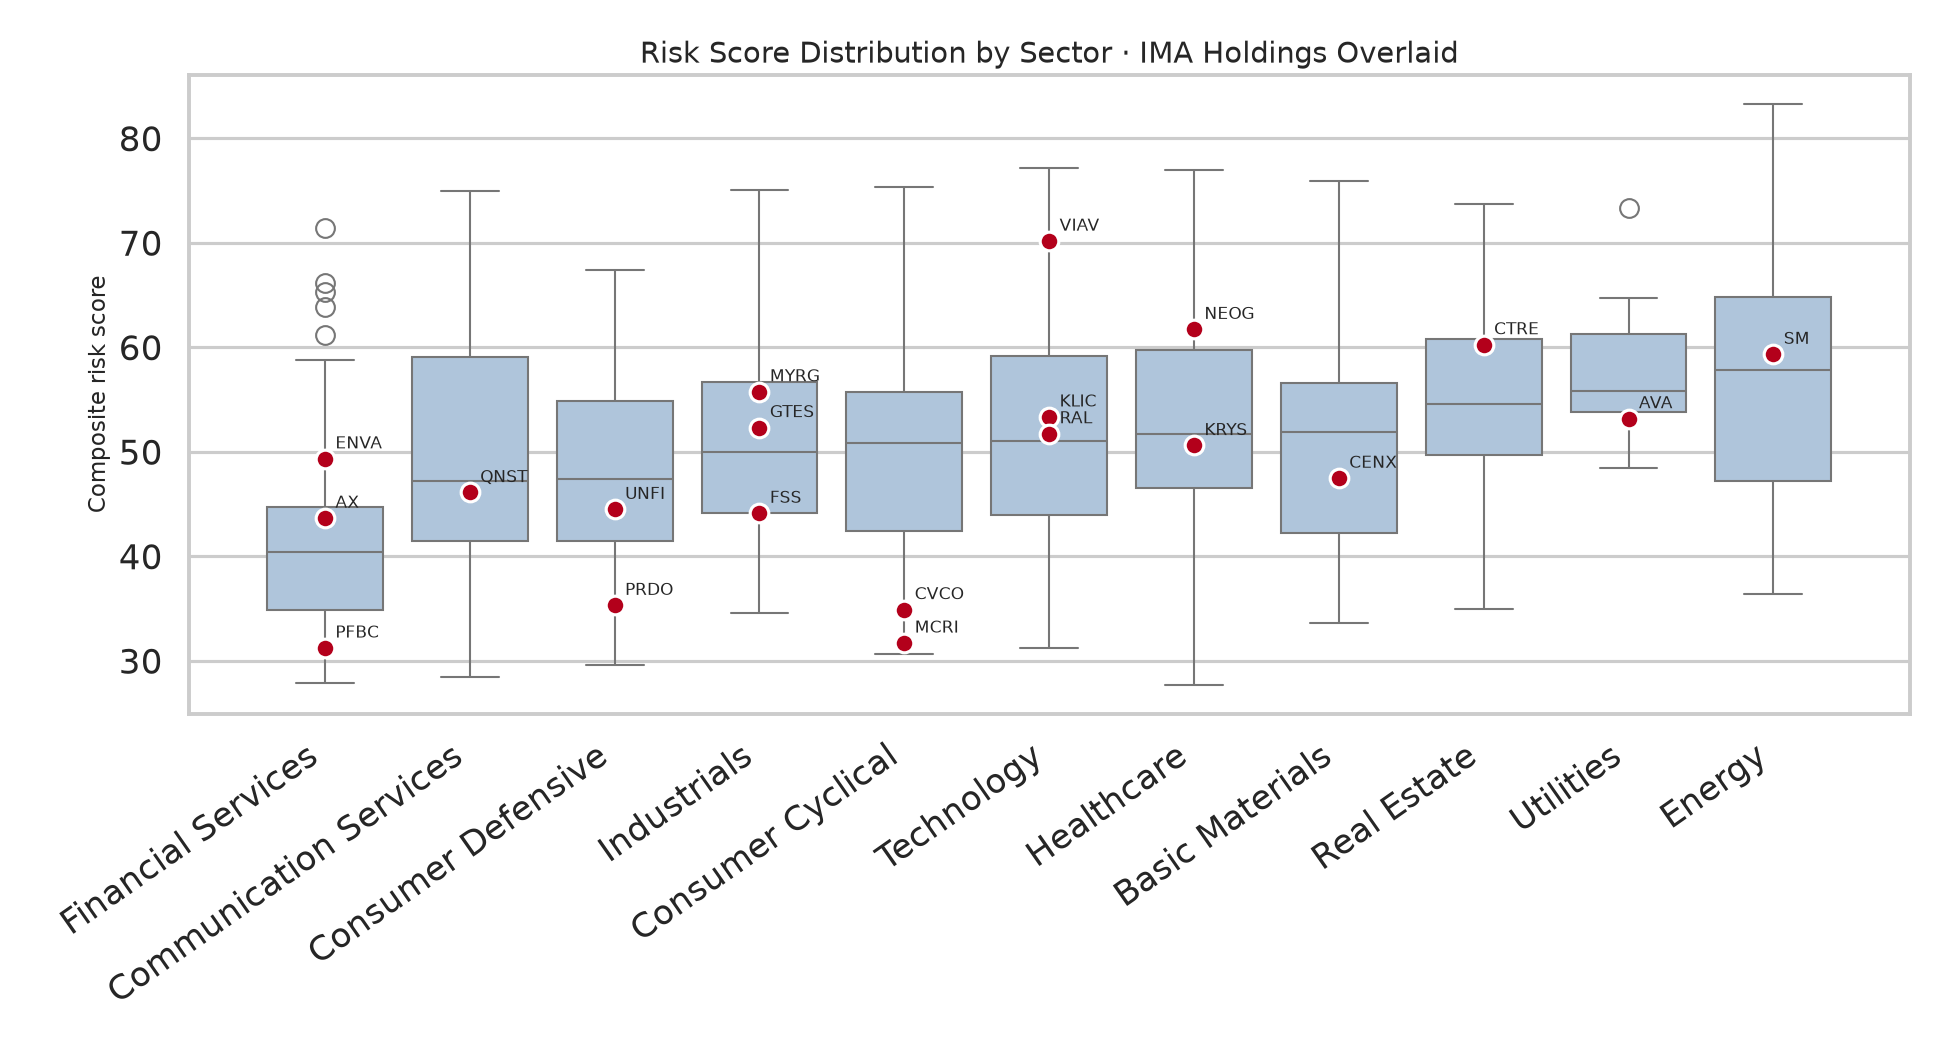 Risk Score Distribution by Sector · IMA Holdings Overlaid
Composite risk score
80
70
60
50
40
30
ENVA
AX
PFBC
QNST
UNFI
PRDO
MYRG
GTES
FSS
CVCO
MCRI
VIAV
KLIC
RAL
NEOG
KRYS
CENX
CTRE
AVA
SM
Financial Services
Communication Services
Consumer Defensive
Industrials
Consumer Cyclical
Technology
Healthcare
Basic Materials
Real Estate
Utilities
Energy